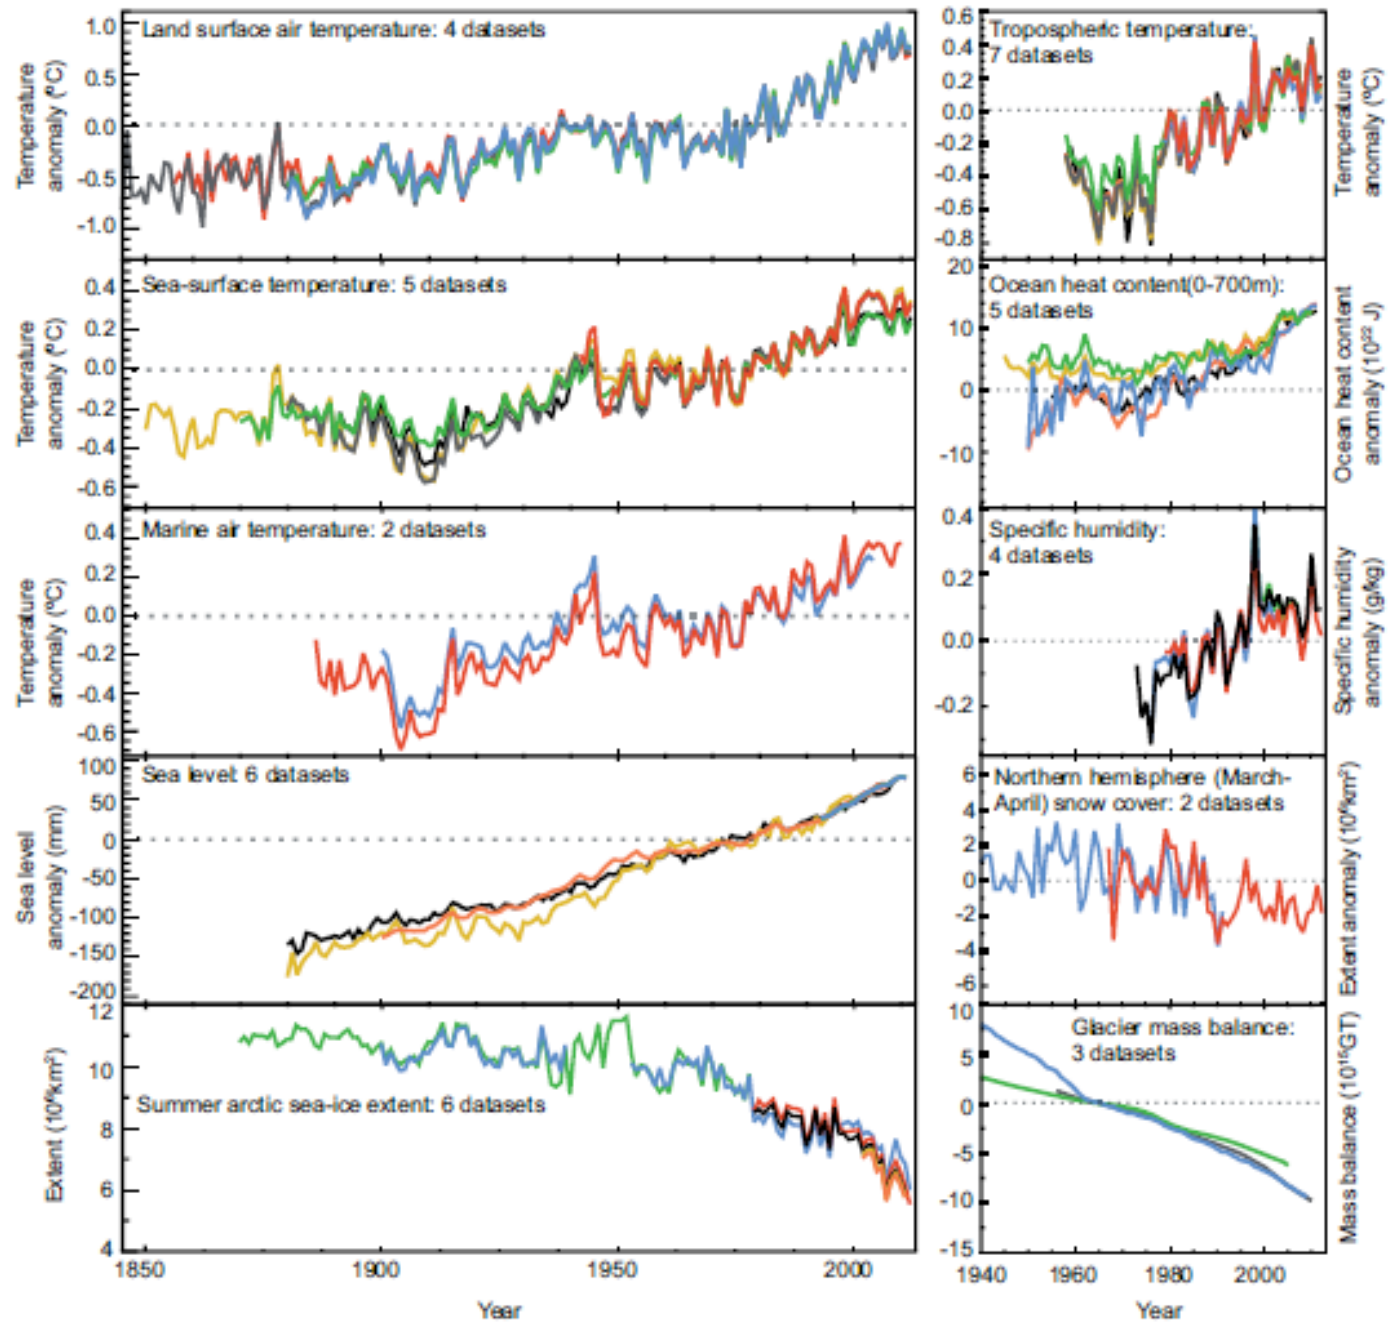 Land surface air temperature: 4 datasets
1.0
0.5
0.0
-0.5
-1.0
Temperature
anomaly (ºC)
Tropospheric temperature:
7 datasets
0.6
0.4
0.2
0.0
-0.2
-0.4
-0.6
-0.8
Temperature
anomaly (ºC)
Sea-surface temperature: 5 datasets
0.4
0.2
0.0
-0.2
-0.4
-0.6
Temperature
anomaly (ºC)
Ocean heat content(0-700m):
5 datasets
20
10
0
-10
Ocean heat content
anomaly (10²² J)
Marine air temperature: 2 datasets
0.4
0.2
0.0
-0.2
-0.4
-0.6
Temperature
anomaly (ºC)
Specific humidity:
4 datasets
0.4
0.2
0.0
-0.2
Specific humidity
anomaly (g/kg)
Sea level: 6 datasets
100
50
0
-50
-100
-150
-200
Sea level
anomaly (mm)
Northern hemisphere (March-
April) snow cover: 2 datasets
6
4
2
0
-2
-4
-6
Extent anomaly (10⁶km²)
Summer arctic sea-ice extent: 6 datasets
12
10
8
6
4
Extent (10⁶km²)
1850 1900 1950 2000
Year
Glacier mass balance:
3 datasets
10
5
0
-5
-10
-15
Mass balance (10¹⁵GT)
1940 1960 1980 2000
Year